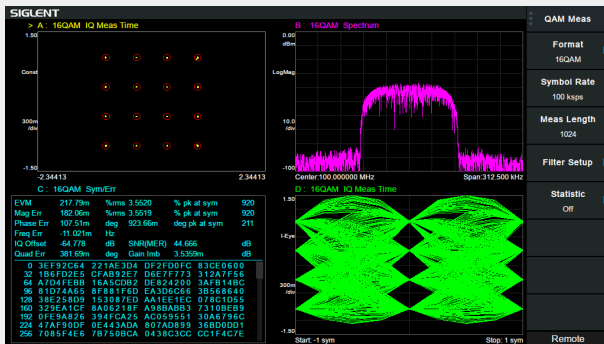 SIGLENT
QAM Meas
> A : 16QAM IQ Meas Time
B : 16QAM Spectrum
1.50
Const
300m
/div
-1.50
-2.34413
2.34413
0.00
dBm
LogMag
10.0
/div
-100
Center:100.000000 MHz
Span:312.500 kHz
Format
16QAM
Symbol Rate
100 ksps
Meas Length
1024
Filter Setup
Statistic
Off
C : 16QAM Sym/Err
EVM 217.79m %rms 3.5520 % pk at sym 920
Mag Err 182.06m %rms 3.5519 % pk at sym 920
Phase Err 107.51m deg 923.66m deg pk at sym 211
Freq Err -11.021m Hz
IQ Offset -64.778 dB SNR(MER) 44.666 dB
Quad Err 381.69m deg Gain Imb 3.5359m dB
0 3EF92C64 221AE3D4 DF2FD0FC 83CE0600
32 1B6FD2E5 CFAB92E7 D6E7F773 312A7F56
64 A7D4FEBB 16A5CDB2 DE824200 3AFB14BC
96 81D74A65 8F881F6D EA3D6C66 3B568640
128 38E258D9 153087ED AA1EE1EC 078C1D55
160 329EA1CF 8A06218F A98BABB3 7310BEB9
192 0FE9A826 394FCA25 AC059551 30A6796C
224 47AF90DF 0E443ADA 807AD899 36BD0DD1
256 7085F4E6 7B750BCA 0438C3CC CC1F4C7E
D : 16QAM IQ Meas Time
1.50
I-Eye
300m
/div
-1.50
Start: -1 sym
Stop: 1 sym
Remote